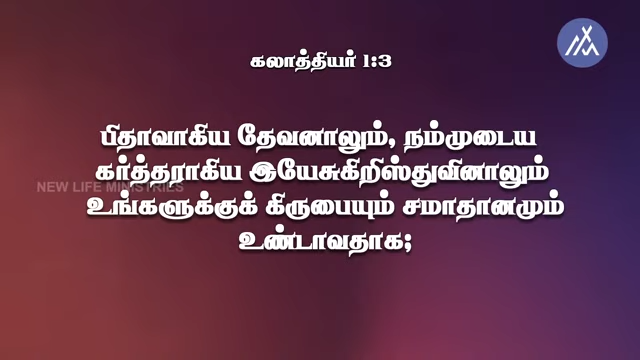 கலாத்தியர் 1:3
பிதாவாகிய தேவனாலும், நம்முடைய
கர்த்தராகிய இயேசுகிறிஸ்துவினாலும்
NEW LIFE MINISTRIES
உங்களுக்குக் கிருபையும் சமாதானமும்
உண்டாவதாக;